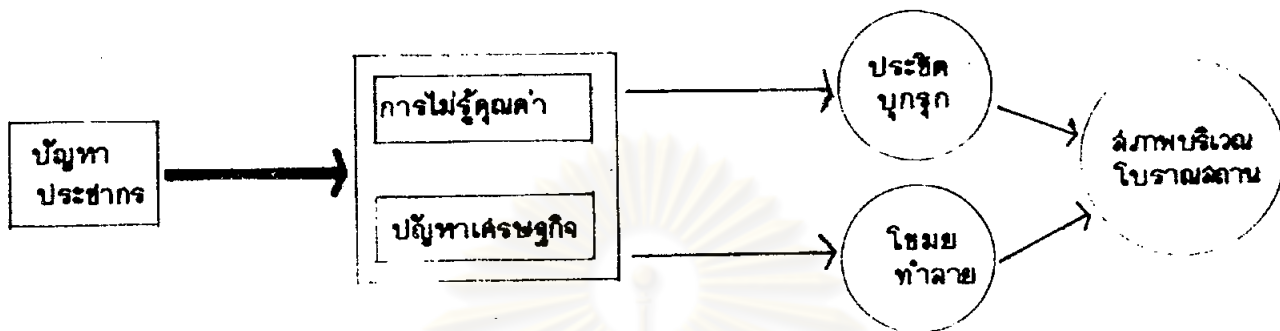 ปัญหา
ประชากร
การไม่รู้คุณค่า
ปัญหาเศรษฐกิจ
ประชิด
บุกรุก
โขมย
ทำลาย
สภาพบริเวณ
โบราณสถาน